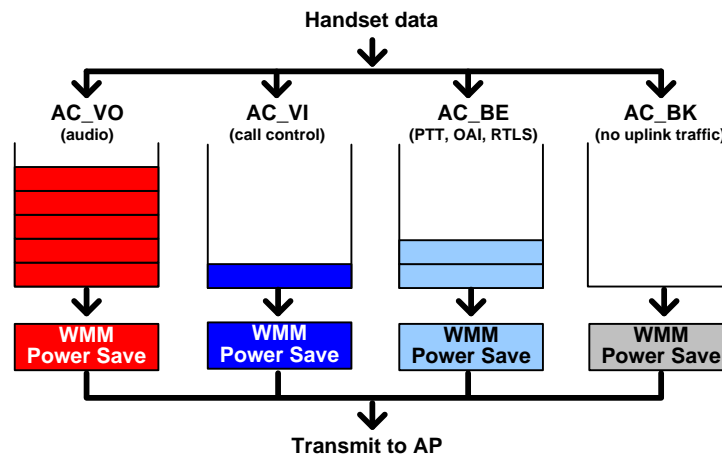 Handset data
AC_VO
(audio)
AC_VI
(call control)
AC_BE
(PTT, OAI, RTLS)
AC_BK
(no uplink traffic)
WMM
Power Save
WMM
Power Save
WMM
Power Save
WMM
Power Save
Transmit to AP